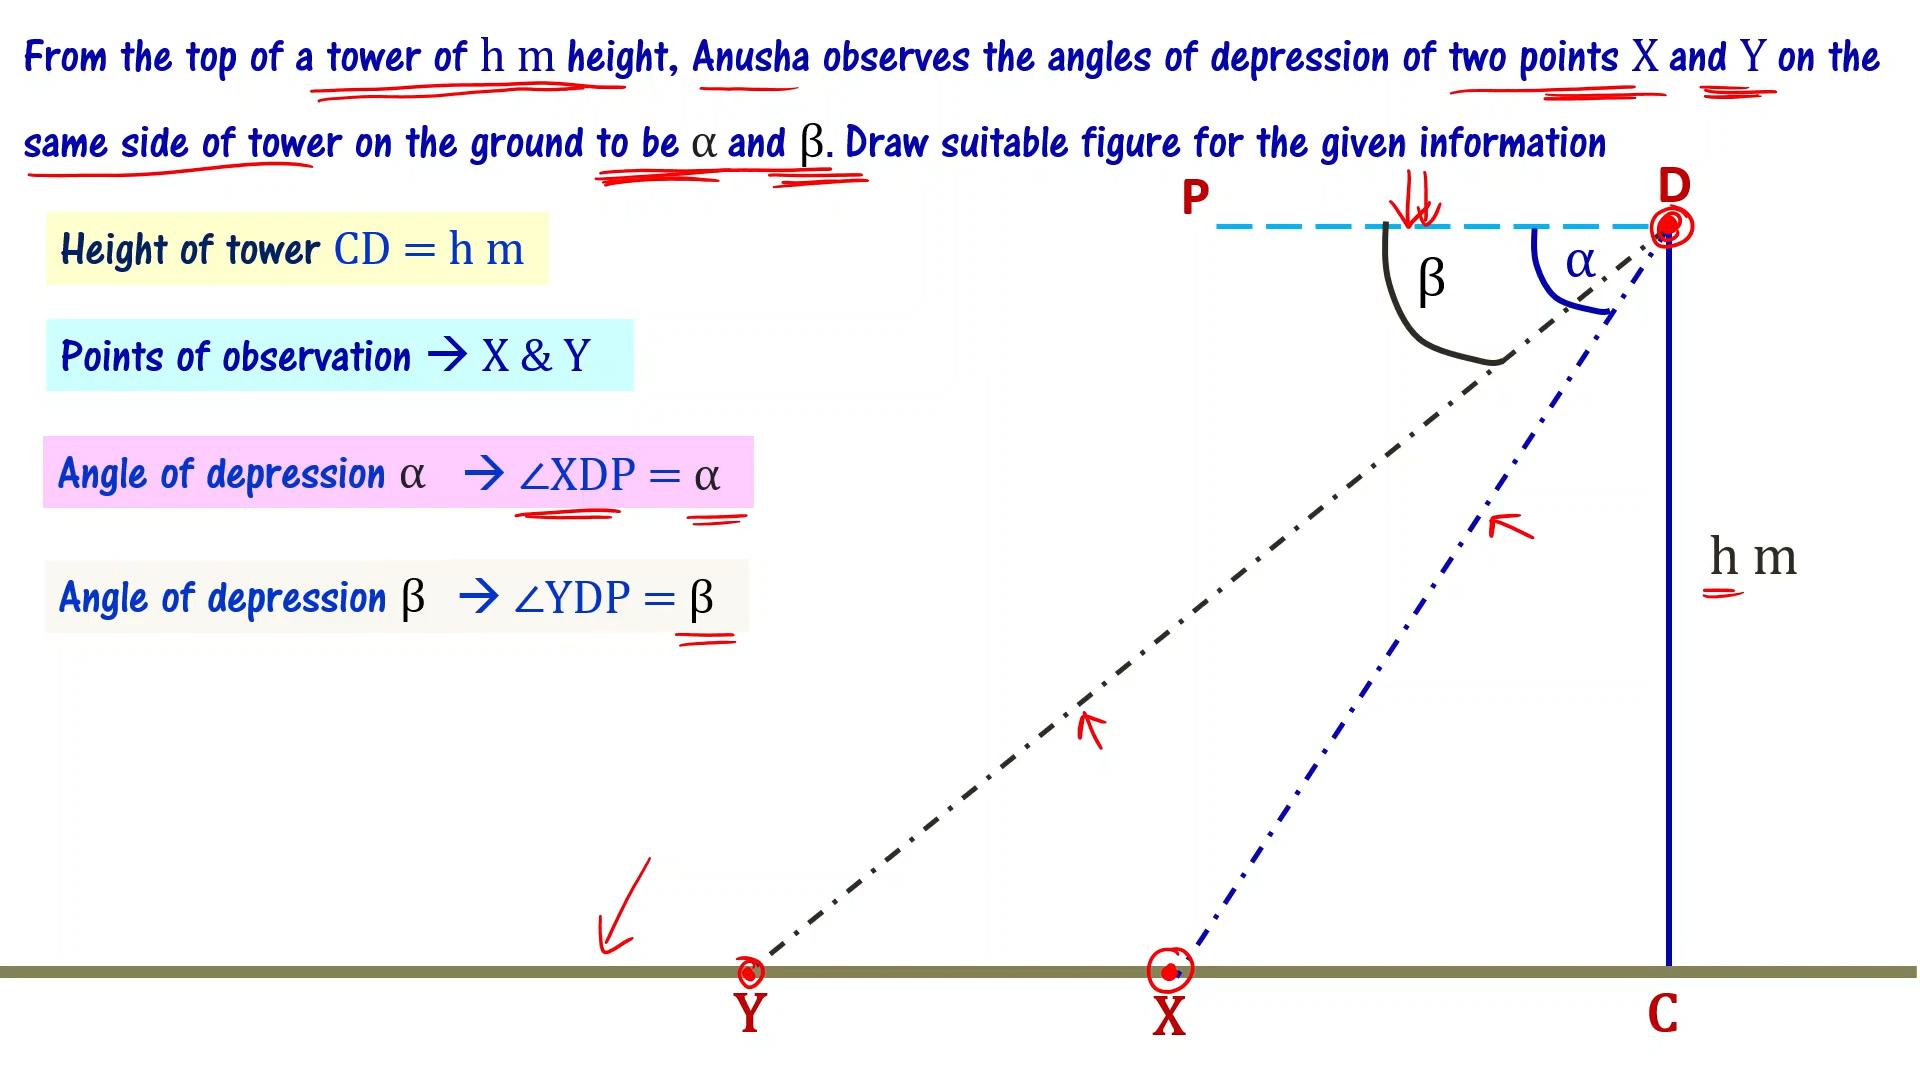 From the top of a tower of h m height, Anusha observes the angles of depression of two points X and Y on the
same side of tower on the ground to be α and β. Draw suitable figure for the given information
P
D
Height of tower CD = h m
β
α
Points of observation → X & Y
Angle of depression α → ∠XDP = α
h m
Angle of depression β → ∠YDP = β
Y
X
C